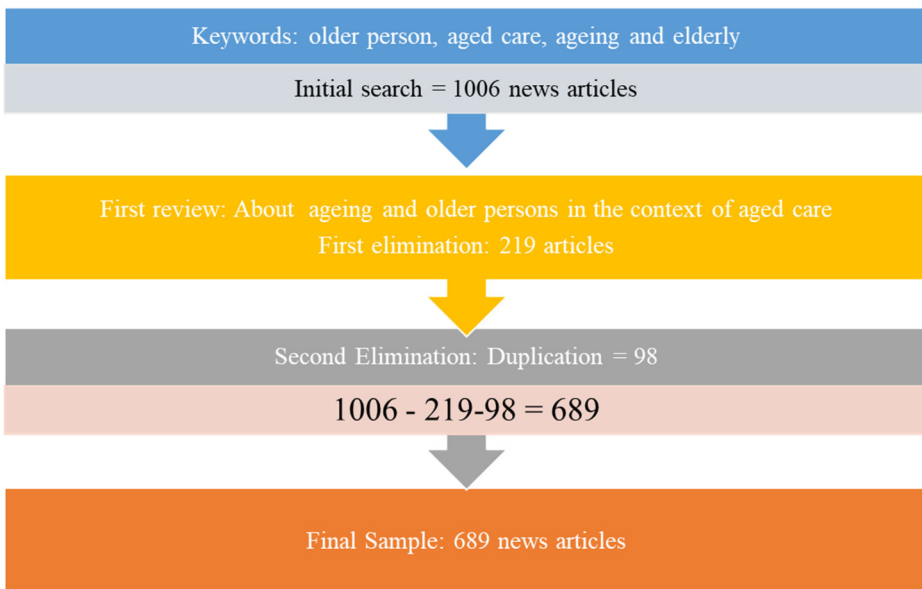 Keywords: older person, aged care, ageing and elderly
Initial search = 1006 news articles
First review: About ageing and older persons in the context of aged care
First elimination: 219 articles
Second Elimination: Duplication = 98
1006 - 219-98 = 689
Final Sample: 689 news articles